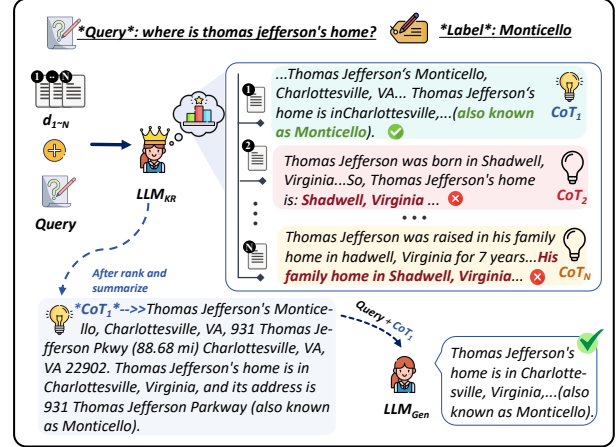 *Query*: where is thomas jefferson's home?
*Label*: Monticello
1 ·· N
d1~N
Query
LLMKR
1
...Thomas Jefferson's Monticello,
Charlottesville, VA... Thomas Jefferson's
home is inCharlottesville,...(also known
as Monticello).
CoT1
2
Thomas Jefferson was born in Shadwell,
Virginia...So, Thomas Jefferson's home
is: Shadwell, Virginia ...
CoT2
...
N
Thomas Jefferson was raised in his family
home in hadwell, Virginia for 7 years...His
family home in Shadwell, Virginia...
CoTN
After rank and
summarize
*CoT1*-->>Thomas Jefferson's Montice-
llo, Charlottesville, VA, 931 Thomas Je-
fferson Pkwy (88.68 mi) Charlottesville, VA,
VA 22902. Thomas Jefferson's home is in
Charlottesville, Virginia, and its address is
931 Thomas Jefferson Parkway (also known
as Monticello).
Query + CoT1
LLMGen
Thomas Jefferson's
home is in Charlotte-
sville, Virginia,...(also
known as Monticello).